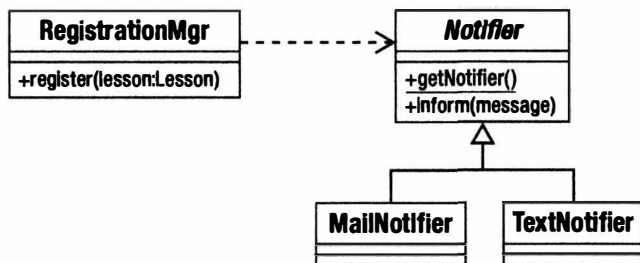 RegistrationMgr
+register(lesson:Lesson)
Notifier
+getNotifier()
+inform(message)
MailNotifier
TextNotifier